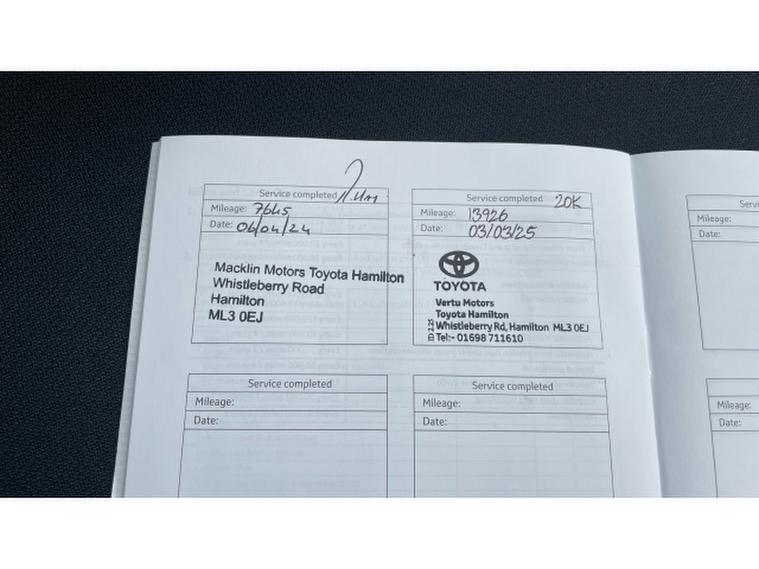 Service completed
Mileage: 7645
Date: 06/04/24
Macklin Motors Toyota Hamilton
Whistleberry Road
Hamilton
ML3 0EJ
Service completed 20K
Mileage: 13926
Date: 03/03/25
TOYOTA
Vertu Motors
Toyota Hamilton
Whistleberry Rd, Hamilton ML3 0EJ
Tel:- 01698 711610
Service completed
Mileage:
Date:
Service completed
Mileage:
Date:
Mileage:
Date:
Mileage:
Date: